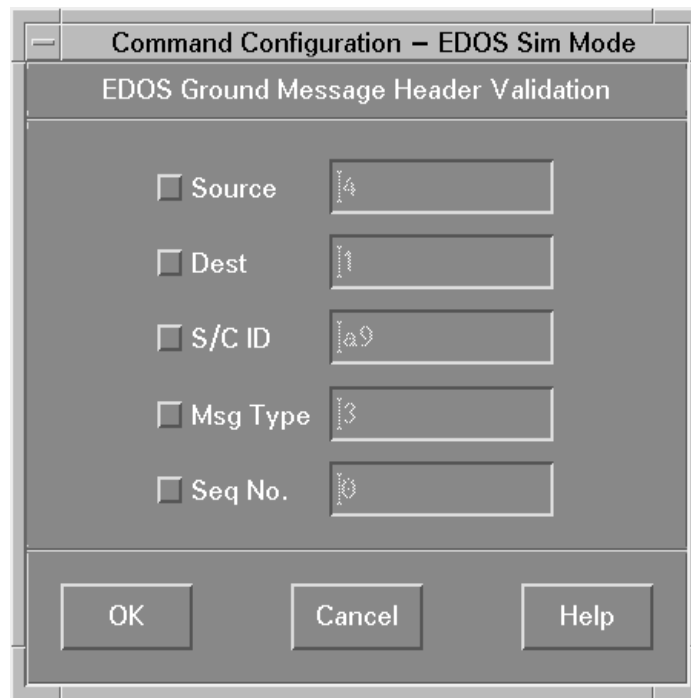 Command Configuration – EDOS Sim Mode
EDOS Ground Message Header Validation
Source 4
Dest 1
S/C ID a9
Msg Type 3
Seq No. 0
OK Cancel Help